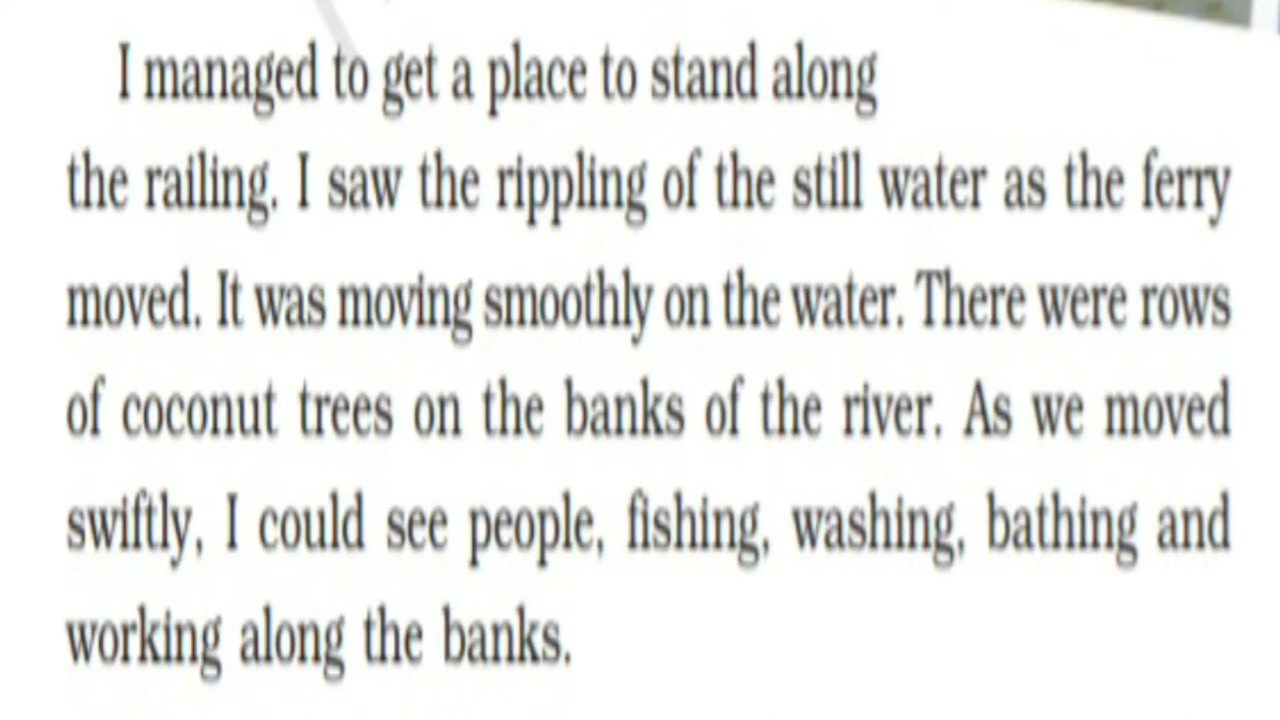 I managed to get a place to stand along
the railing. I saw the rippling of the still water as the ferry
moved. It was moving smoothly on the water. There were rows
of coconut trees on the banks of the river. As we moved
swiftly, I could see people, fishing, washing, bathing and
working along the banks.